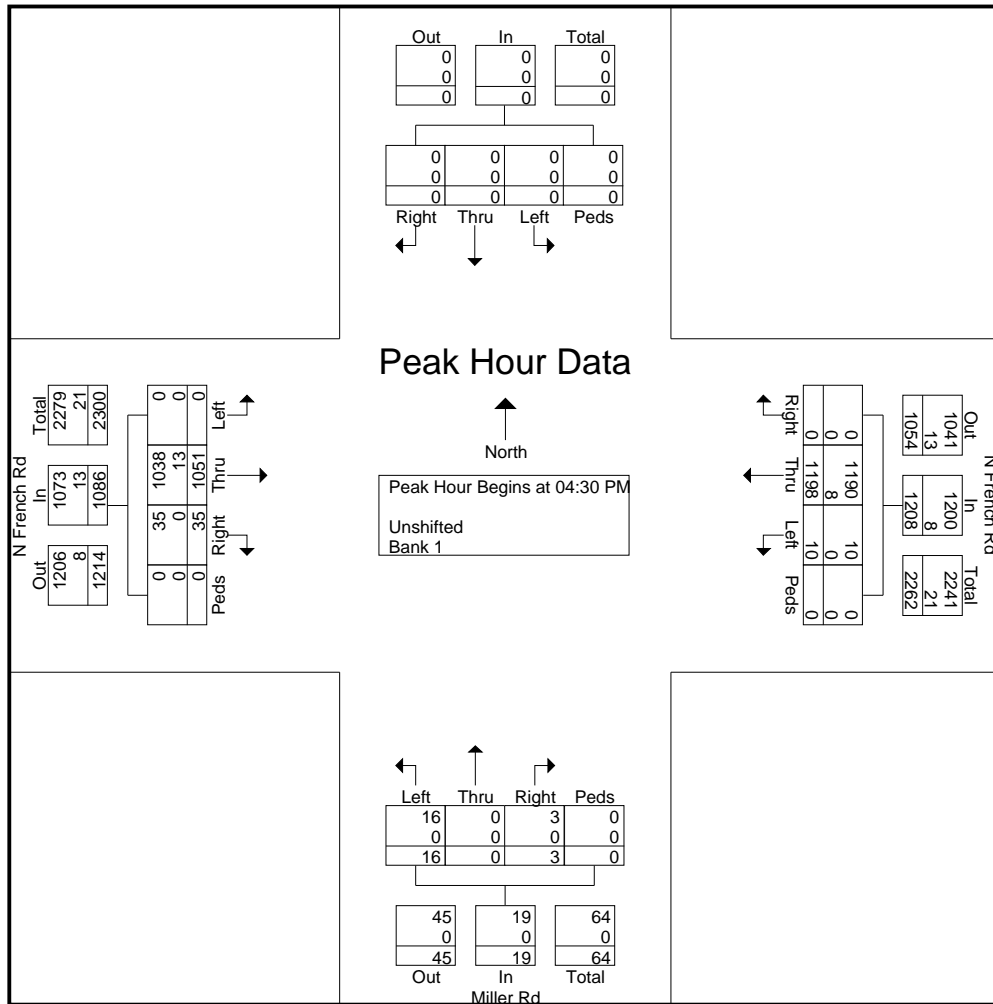 Out In Total
0 0 0
0 0 0
0 0 0
0 0 0 0
0 0 0 0
0 0 0 0
Right Thru Left Peds
Peak Hour Data
North
Peak Hour Begins at 04:30 PM
Unshifted
Bank 1
N French Rd
Total In Out
2279 1073 1206
21 13 8
2300 1086 1214
0 1038 35 0
0 13 0 0
0 1051 35 0
Left Thru Right Peds
N French Rd
Out In Total
1041 1200 2241
13 8 21
1054 1208 2262
0 1190 10 0
0 8 0 0
0 1198 10 0
Right Thru Left Peds
Left Thru Right Peds
16 0 3 0
0 0 0 0
16 0 3 0
45 19 64
0 0 0
45 19 64
Out In Total
Miller Rd